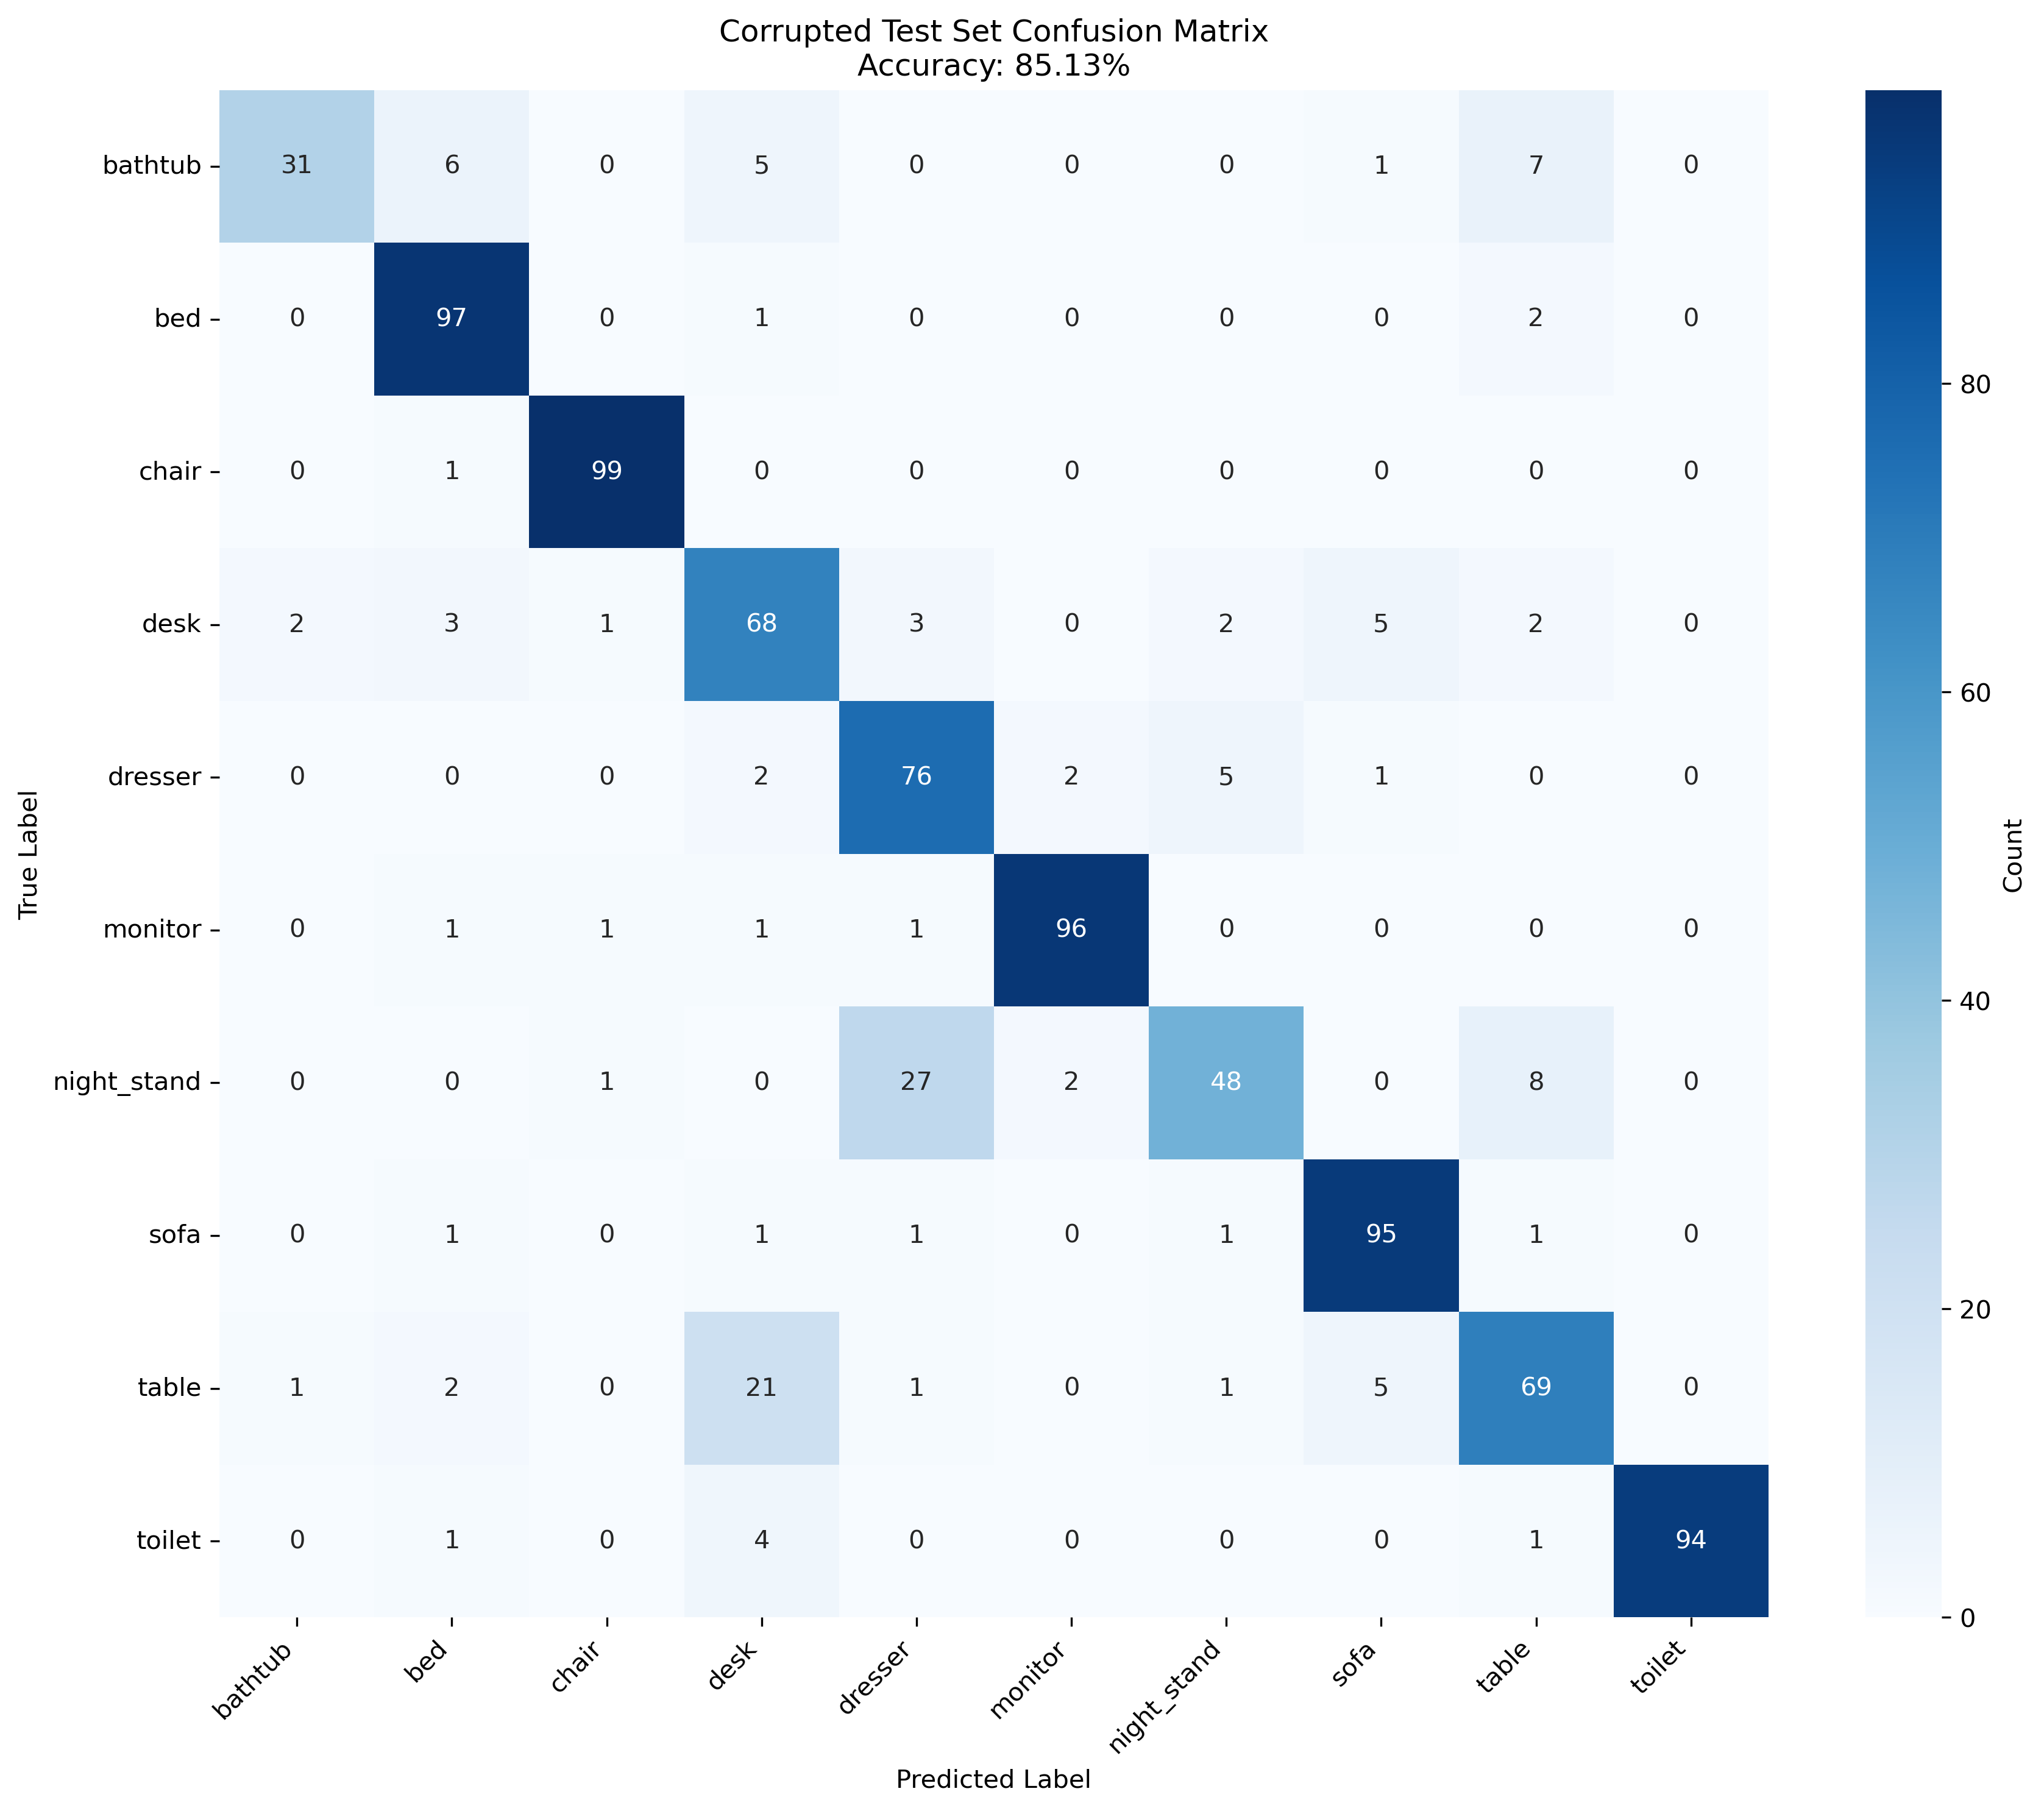 Corrupted Test Set Confusion Matrix
Accuracy: 85.13%
True Label
bathtub 31 6 0 5 0 0 0 1 7 0
bed 0 97 0 1 0 0 0 0 2 0
chair 0 1 99 0 0 0 0 0 0 0
desk 2 3 1 68 3 0 2 5 2 0
dresser 0 0 0 2 76 2 5 1 0 0
monitor 0 1 1 1 1 96 0 0 0 0
night_stand 0 0 1 0 27 2 48 0 8 0
sofa 0 1 0 1 1 0 1 95 1 0
table 1 2 0 21 1 0 1 5 69 0
toilet 0 1 0 4 0 0 0 0 1 94
bathtub bed chair desk dresser monitor night_stand sofa table toilet
Predicted Label
80
60
40
20
0
Count